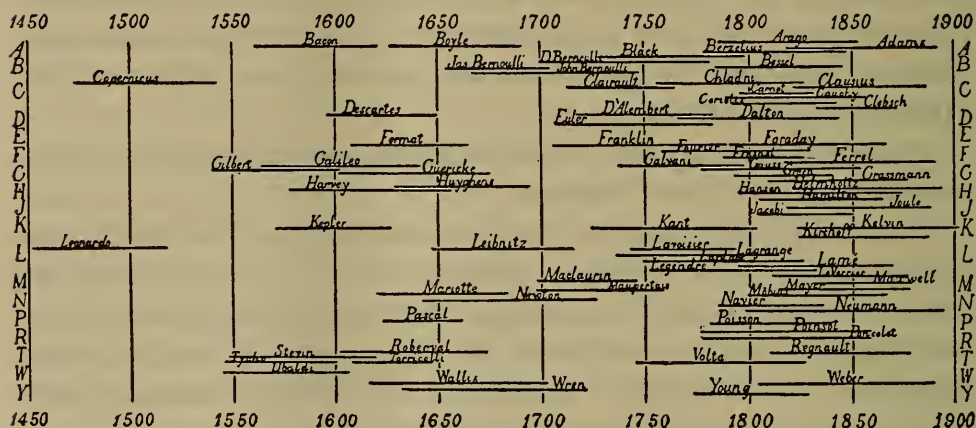 1450 1500 1550 1600 1650 1700 1750 1800 1850 1900
A Bacon Boyle Arago Adams A
Black Berzelius
B Jas. Bernoulli D. Bernoulli John Bernoulli Bessel B
C Copernicus Clairault Chladni Clausius C
Carnot Cauchy
Coriolis Clebsch
D Descartes D'Alembert Dalton D
E Euler E
F Fermat Franklin Fourier Faraday F
Fresnel
G Gilbert Galileo Guericke Galvani Gauss Ferrel G
Green Grassmann
H Harvey Huyghens Hansen Helmholtz H
Hamilton
J Jacobi Joule J
K Kepler Kant Kirchoff Kelvin K
L Leonardo Leibnitz Lavoisier Lagrange L
Laplace Lamé
Legendre Leverrier
M Mariotte Maclaurin Maupertuis Möbius Mayer Maxwell M
N Newton Navier Neumann N
P Pascal Poisson Poinsot Poncelet P
R Roberval Regnault R
T Tycho Stevin Torricelli Volta T
W Ubaldi Wallis Weber W
Y Wren Young Y
1450 1500 1550 1600 1650 1700 1750 1800 1850 1900